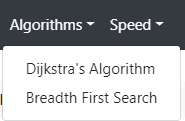 Algorithms Speed
Dijkstra's Algorithm
Breadth First Search